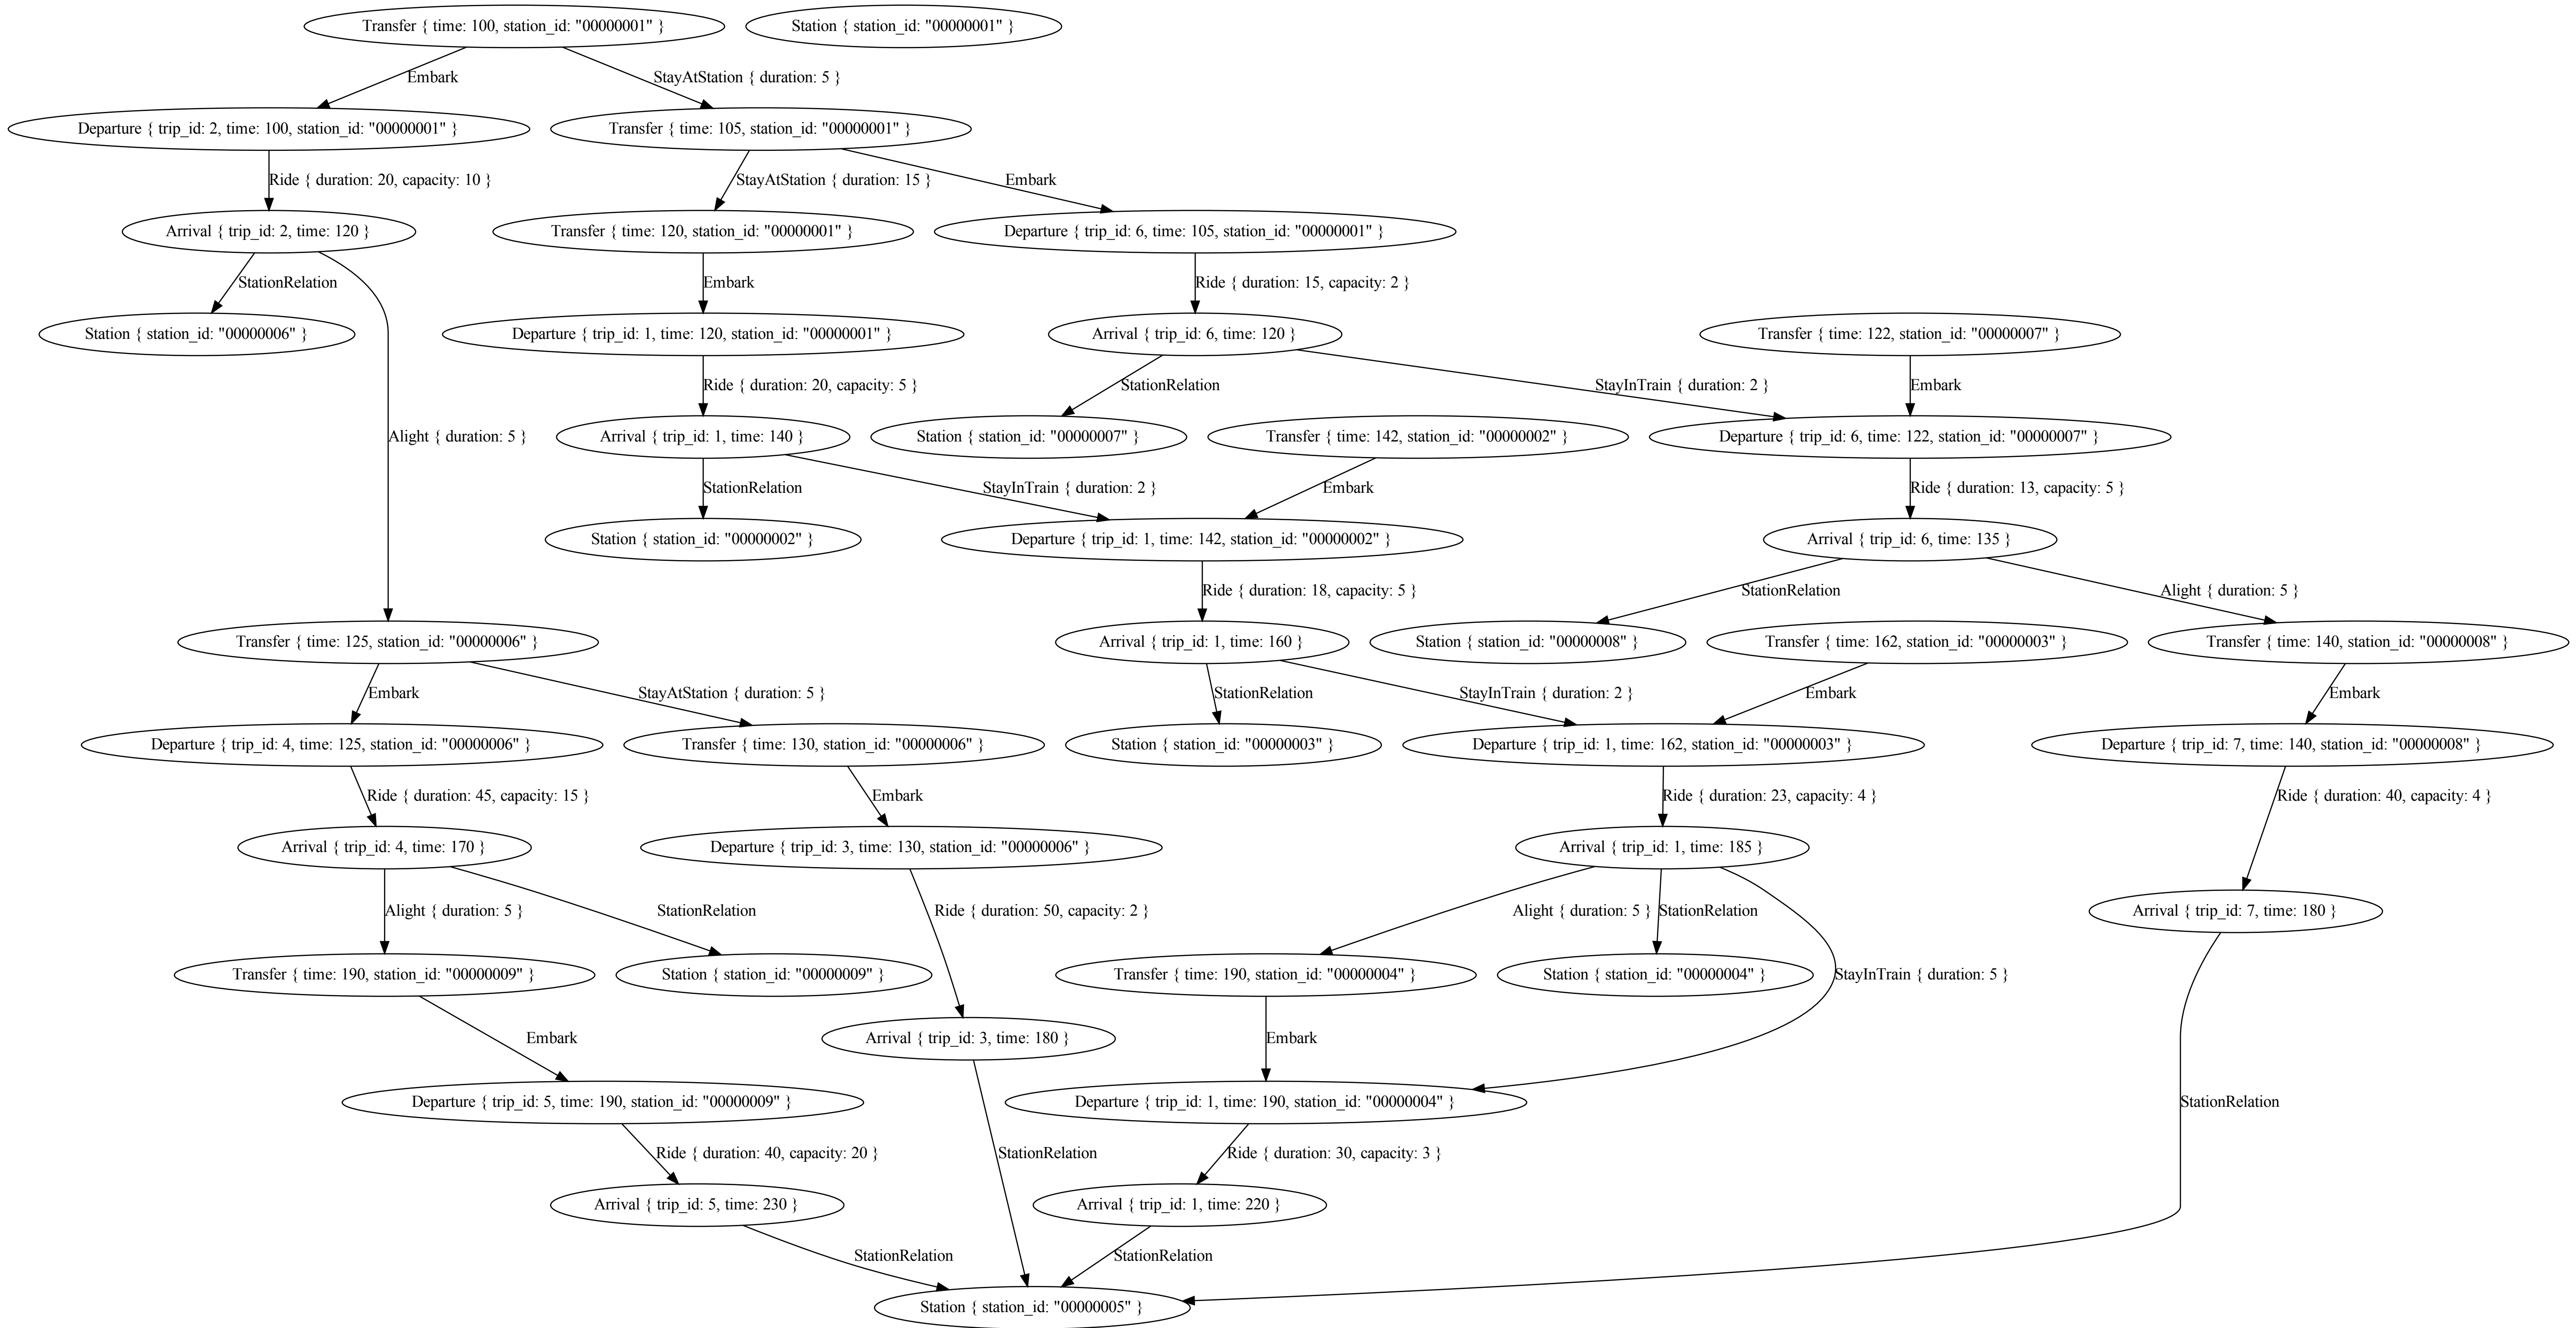 Transfer { time: 100, station_id: "00000001" }
Station { station_id: "00000001" }
Embark
StayAtStation { duration: 5 }
Departure { trip_id: 2, time: 100, station_id: "00000001" }
Transfer { time: 105, station_id: "00000001" }
Ride { duration: 20, capacity: 10 }
StayAtStation { duration: 15 }
Embark
Arrival { trip_id: 2, time: 120 }
Transfer { time: 120, station_id: "00000001" }
Departure { trip_id: 6, time: 105, station_id: "00000001" }
StationRelation
Embark
Ride { duration: 15, capacity: 2 }
Station { station_id: "00000006" }
Departure { trip_id: 1, time: 120, station_id: "00000001" }
Arrival { trip_id: 6, time: 120 }
Transfer { time: 122, station_id: "00000007" }
Ride { duration: 20, capacity: 5 }
StationRelation
StayInTrain { duration: 2 }
Embark
Alight { duration: 5 }
Arrival { trip_id: 1, time: 140 }
Station { station_id: "00000007" }
Transfer { time: 142, station_id: "00000002" }
Departure { trip_id: 6, time: 122, station_id: "00000007" }
StationRelation
StayInTrain { duration: 2 }
Embark
Ride { duration: 13, capacity: 5 }
Station { station_id: "00000002" }
Departure { trip_id: 1, time: 142, station_id: "00000002" }
Arrival { trip_id: 6, time: 135 }
Ride { duration: 18, capacity: 5 }
StationRelation
Alight { duration: 5 }
Transfer { time: 125, station_id: "00000006" }
Arrival { trip_id: 1, time: 160 }
Station { station_id: "00000008" }
Transfer { time: 162, station_id: "00000003" }
Transfer { time: 140, station_id: "00000008" }
Embark
StayAtStation { duration: 5 }
StationRelation
StayInTrain { duration: 2 }
Embark
Embark
Departure { trip_id: 4, time: 125, station_id: "00000006" }
Transfer { time: 130, station_id: "00000006" }
Station { station_id: "00000003" }
Departure { trip_id: 1, time: 162, station_id: "00000003" }
Departure { trip_id: 7, time: 140, station_id: "00000008" }
Ride { duration: 45, capacity: 15 }
Embark
Ride { duration: 23, capacity: 4 }
Ride { duration: 40, capacity: 4 }
Arrival { trip_id: 4, time: 170 }
Departure { trip_id: 3, time: 130, station_id: "00000006" }
Arrival { trip_id: 1, time: 185 }
Alight { duration: 5 }
StationRelation
Ride { duration: 50, capacity: 2 }
Alight { duration: 5 }
StationRelation
Arrival { trip_id: 7, time: 180 }
Transfer { time: 190, station_id: "00000009" }
Station { station_id: "00000009" }
Transfer { time: 190, station_id: "00000004" }
Station { station_id: "00000004" }
StayInTrain { duration: 5 }
Embark
Arrival { trip_id: 3, time: 180 }
Embark
Departure { trip_id: 5, time: 190, station_id: "00000009" }
Departure { trip_id: 1, time: 190, station_id: "00000004" }
StationRelation
Ride { duration: 40, capacity: 20 }
StationRelation
Ride { duration: 30, capacity: 3 }
Arrival { trip_id: 5, time: 230 }
Arrival { trip_id: 1, time: 220 }
StationRelation
StationRelation
Station { station_id: "00000005" }